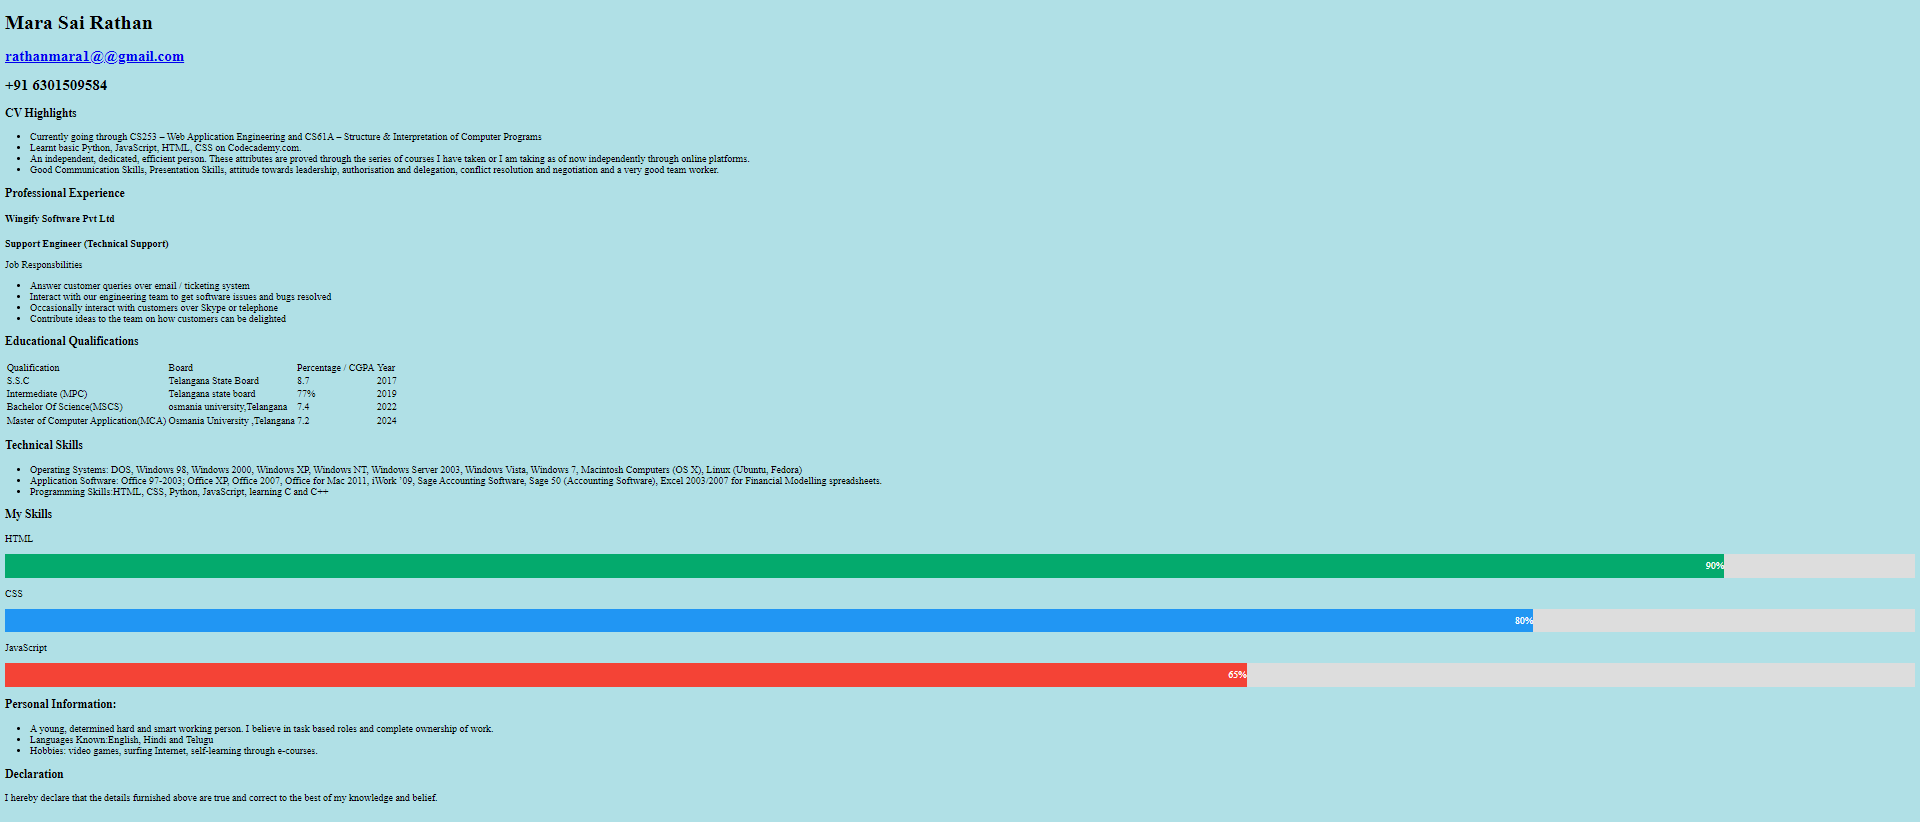 Mara Sai Rathan
rathanmara1@@gmail.com
+91 6301509584
CV Highlights
• Currently going through CS253 – Web Application Engineering and CS61A – Structure & Interpretation of Computer Programs
• Learnt basic Python, JavaScript, HTML, CSS on Codecademy.com.
• An independent, dedicated, efficient person. These attributes are proved through the series of courses I have taken or I am taking as of now independently through online platforms.
• Good Communication Skills, Presentation Skills, attitude towards leadership, authorisation and delegation, conflict resolution and negotiation and a very good team worker.
Professional Experience
Wingify Software Pvt Ltd
Support Engineer (Technical Support)
Job Responsbilities
• Answer customer queries over email / ticketing system
• Interact with our engineering team to get software issues and bugs resolved
• Occasionally interact with customers over Skype or telephone
• Contribute ideas to the team on how customers can be delighted
Educational Qualifications
Qualification Board Percentage / CGPA Year
S.S.C Telangana State Board 8.7 2017
Intermediate (MPC) Telangana state board 77% 2019
Bachelor Of Science(MSCS) osmania university,Telangana 7.4 2022
Master of Computer Application(MCA) Osmania University ,Telangana 7.2 2024
Technical Skills
• Operating Systems: DOS, Windows 98, Windows 2000, Windows XP, Windows NT, Windows Server 2003, Windows Vista, Windows 7, Macintosh Computers (OS X), Linux (Ubuntu, Fedora)
• Application Software: Office 97-2003; Office XP, Office 2007, Office for Mac 2011, iWork ’09, Sage Accounting Software, Sage 50 (Accounting Software), Excel 2003/2007 for Financial Modelling spreadsheets.
• Programming Skills:HTML, CSS, Python, JavaScript, learning C and C++
My Skills
HTML
90%
CSS
80%
JavaScript
65%
Personal Information:
• A young, determined hard and smart working person. I believe in task based roles and complete ownership of work.
• Languages Known:English, Hindi and Telugu
• Hobbies: video games, surfing Internet, self-learning through e-courses.
Declaration
I hereby declare that the details furnished above are true and correct to the best of my knowledge and belief.